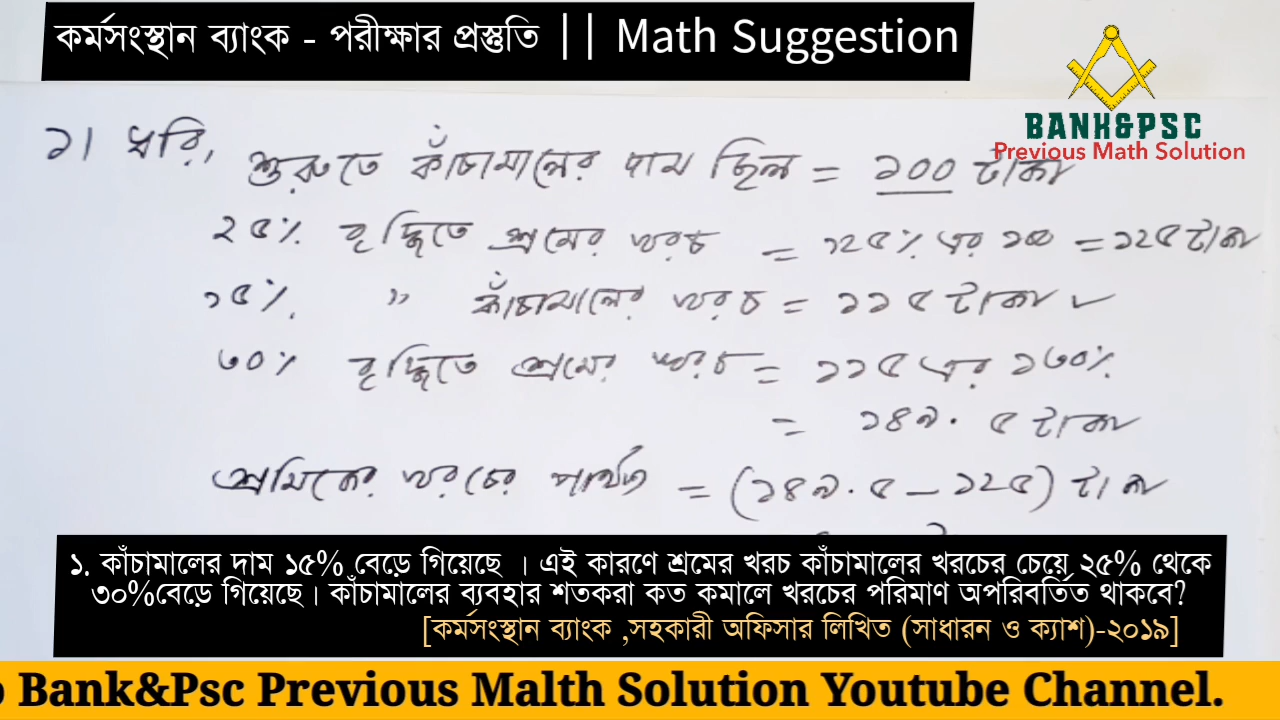 কর্মসংস্থান ব্যাংক - পরীক্ষার প্রস্তুতি || Math Suggestion
BANK&PSC
Previous Math Solution
১। ধরি,
শুরুতে কাঁচামালের দাম ছিল = ১০০ টাকা
২৫% বৃদ্ধিতে শ্রমের খরচ = ১২৫% এর ১০০ = ১২৫ টাকা
১৫% " কাঁচামালের খরচ = ১১৫ টাকা
৩০% বৃদ্ধিতে শ্রমের খরচ = ১১৫ এর ১৩০%
= ১৪৯.৫ টাকা
শ্রমিকের খরচের পার্থক্য = (১৪৯.৫ – ১২৫) টাকা
১. কাঁচামালের দাম ১৫% বেড়ে গিয়েছে । এই কারণে শ্রমের খরচ কাঁচামালের খরচের চেয়ে ২৫% থেকে
৩০%বেড়ে গিয়েছে। কাঁচামালের ব্যবহার শতকরা কত কমালে খরচের পরিমাণ অপরিবর্তিত থাকবে?
[কর্মসংস্থান ব্যাংক ,সহকারী অফিসার লিখিত (সাধারন ও ক্যাশ)-২০১৯]
Bank&Psc Previous Malth Solution Youtube Channel.